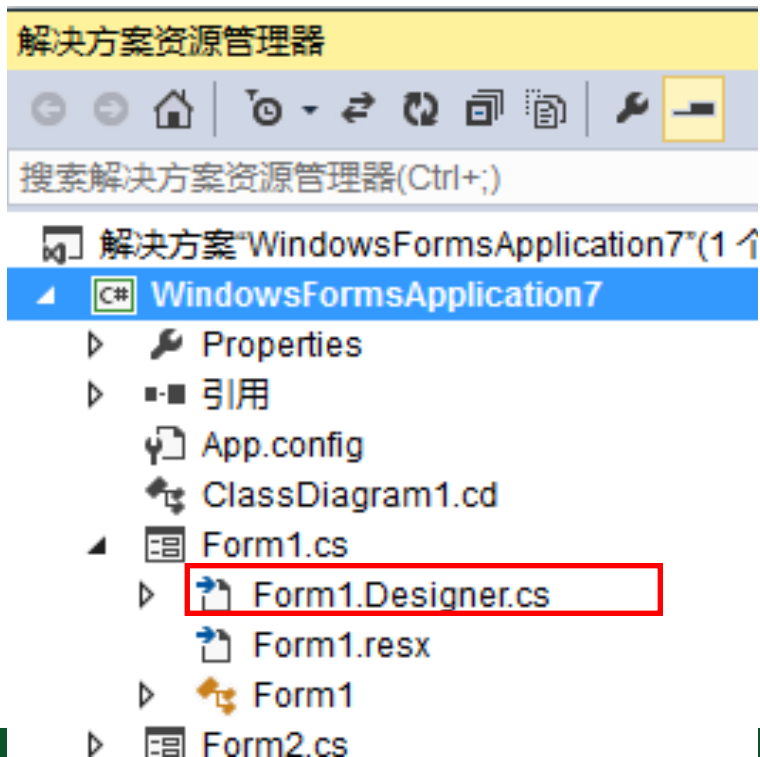 解决方案资源管理器
搜索解决方案资源管理器(Ctrl+;)
解决方案“WindowsFormsApplication7”(1 个
C# WindowsFormsApplication7
Properties
引用
App.config
ClassDiagram1.cd
Form1.cs
Form1.Designer.cs
Form1.resx
Form1
Form2.cs